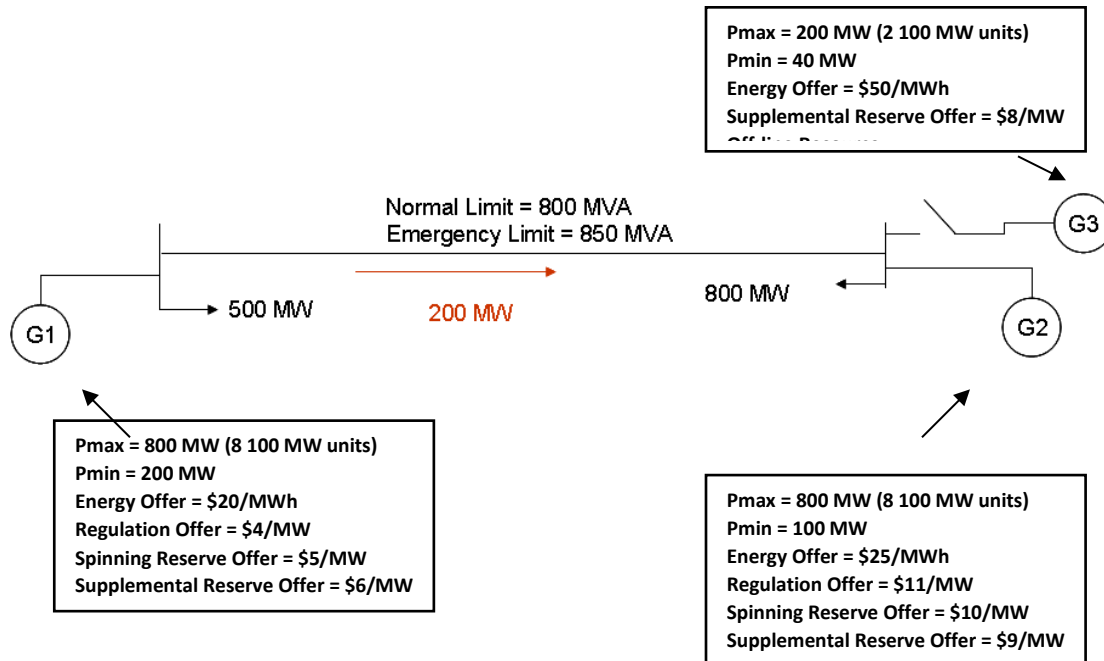 Pmax = 200 MW (2 100 MW units)
Pmin = 40 MW
Energy Offer = $50/MWh
Supplemental Reserve Offer = $8/MW
Normal Limit = 800 MVA
Emergency Limit = 850 MVA
G3
500 MW
200 MW
800 MW
G1
G2
Pmax = 800 MW (8 100 MW units)
Pmin = 200 MW
Energy Offer = $20/MWh
Regulation Offer = $4/MW
Spinning Reserve Offer = $5/MW
Supplemental Reserve Offer = $6/MW
Pmax = 800 MW (8 100 MW units)
Pmin = 100 MW
Energy Offer = $25/MWh
Regulation Offer = $11/MW
Spinning Reserve Offer = $10/MW
Supplemental Reserve Offer = $9/MW